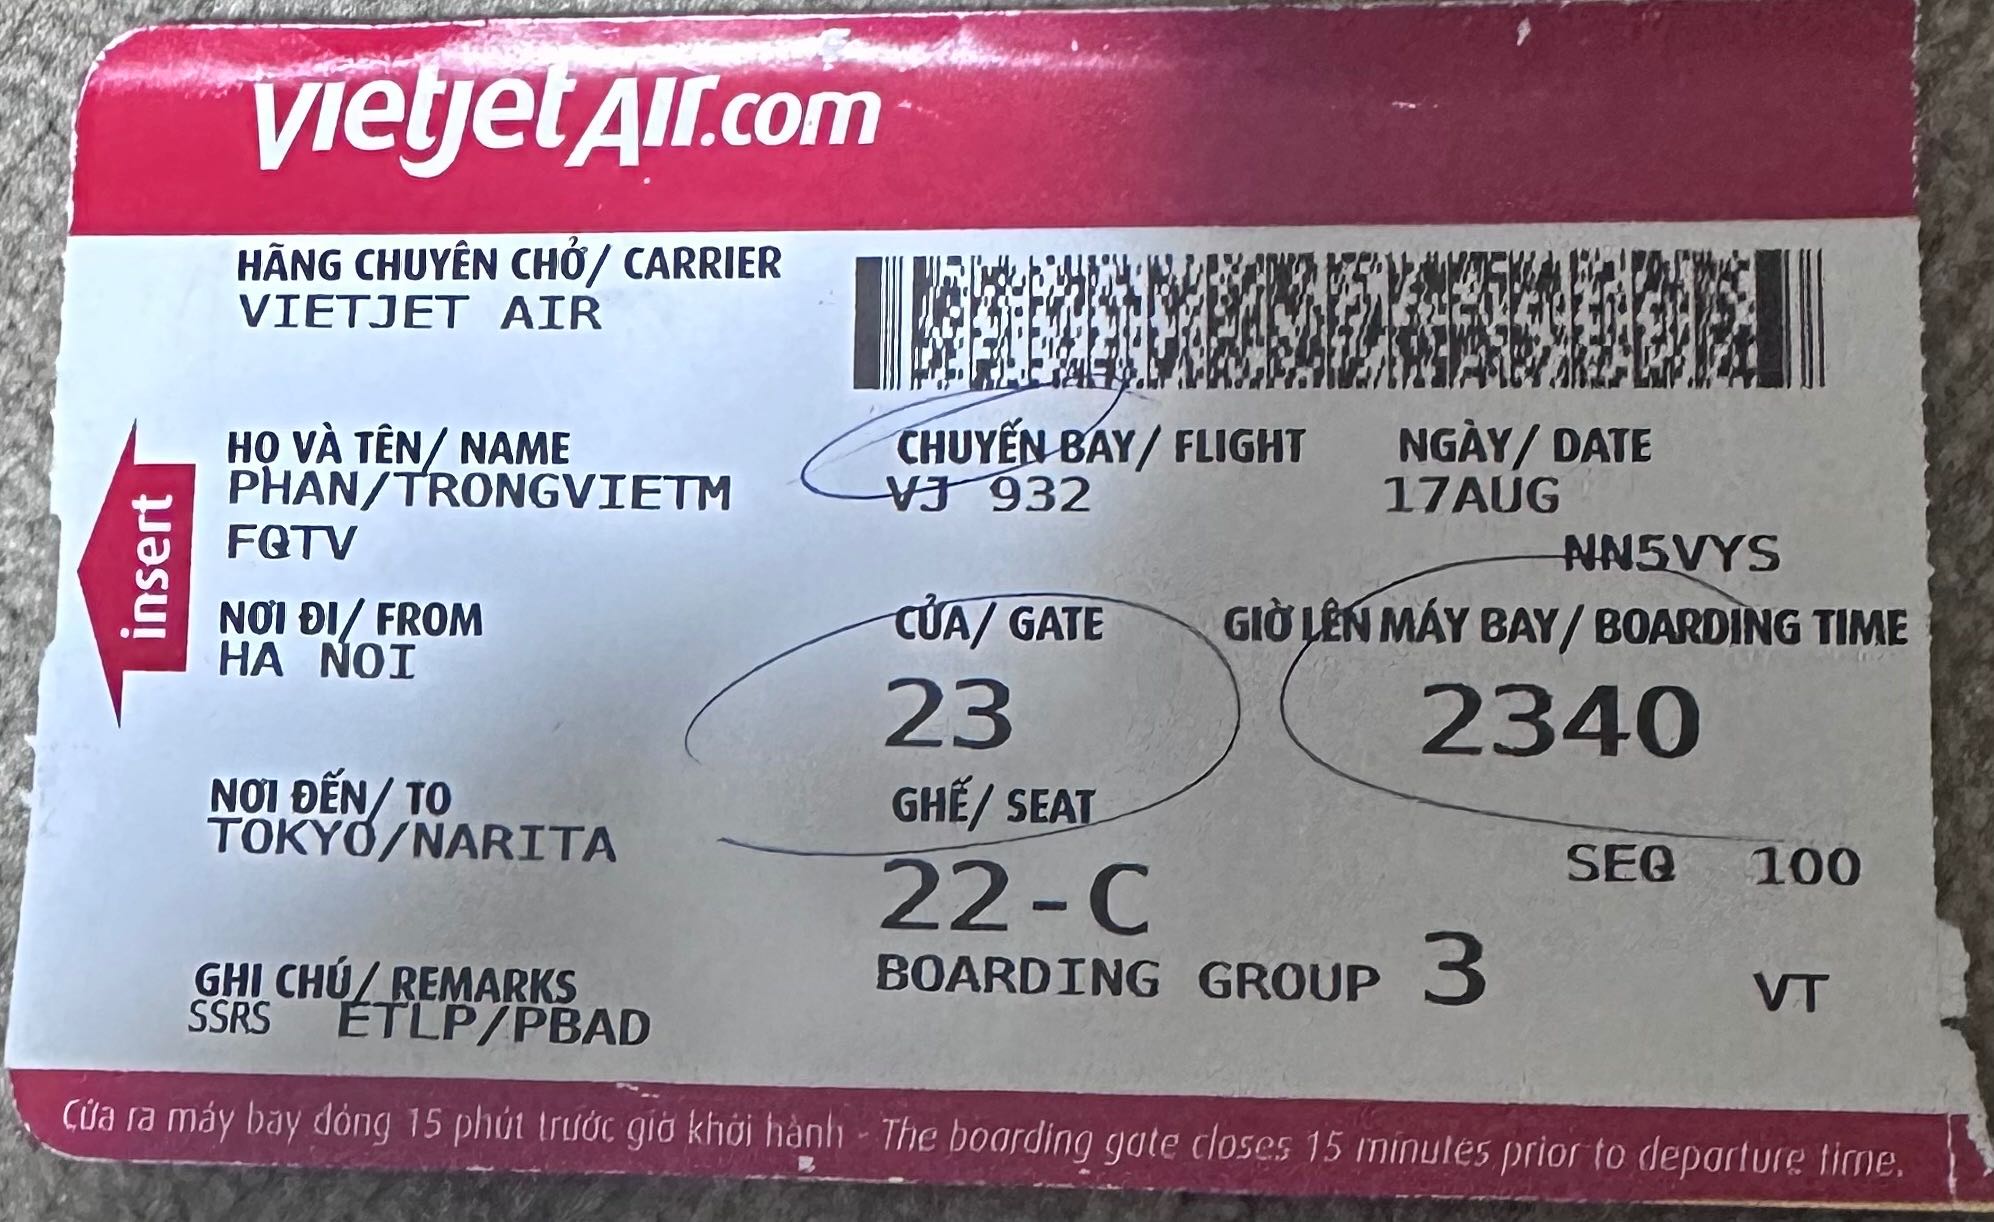 vietjetAir.com
HÃNG CHUYÊN CHỞ/ CARRIER
VIETJET AIR
HỌ VÀ TÊN/ NAME
PHAN/TRONGVIETM
FQTV
CHUYẾN BAY/ FLIGHT
VJ 932
NGÀY/ DATE
17AUG
NN5VYS
insert
NƠI ĐI/ FROM
HA NOI
CỬA/ GATE
23
GIỜ LÊN MÁY BAY/ BOARDING TIME
2340
NƠI ĐẾN/ TO
TOKYO/NARITA
GHẾ/ SEAT
22-C
SEQ 100
BOARDING GROUP 3
VT
GHI CHÚ/ REMARKS
SSRS ETLP/PBAD
Cửa ra máy bay đóng 15 phút trước giờ khởi hành - The boarding gate closes 15 minutes prior to departure time.